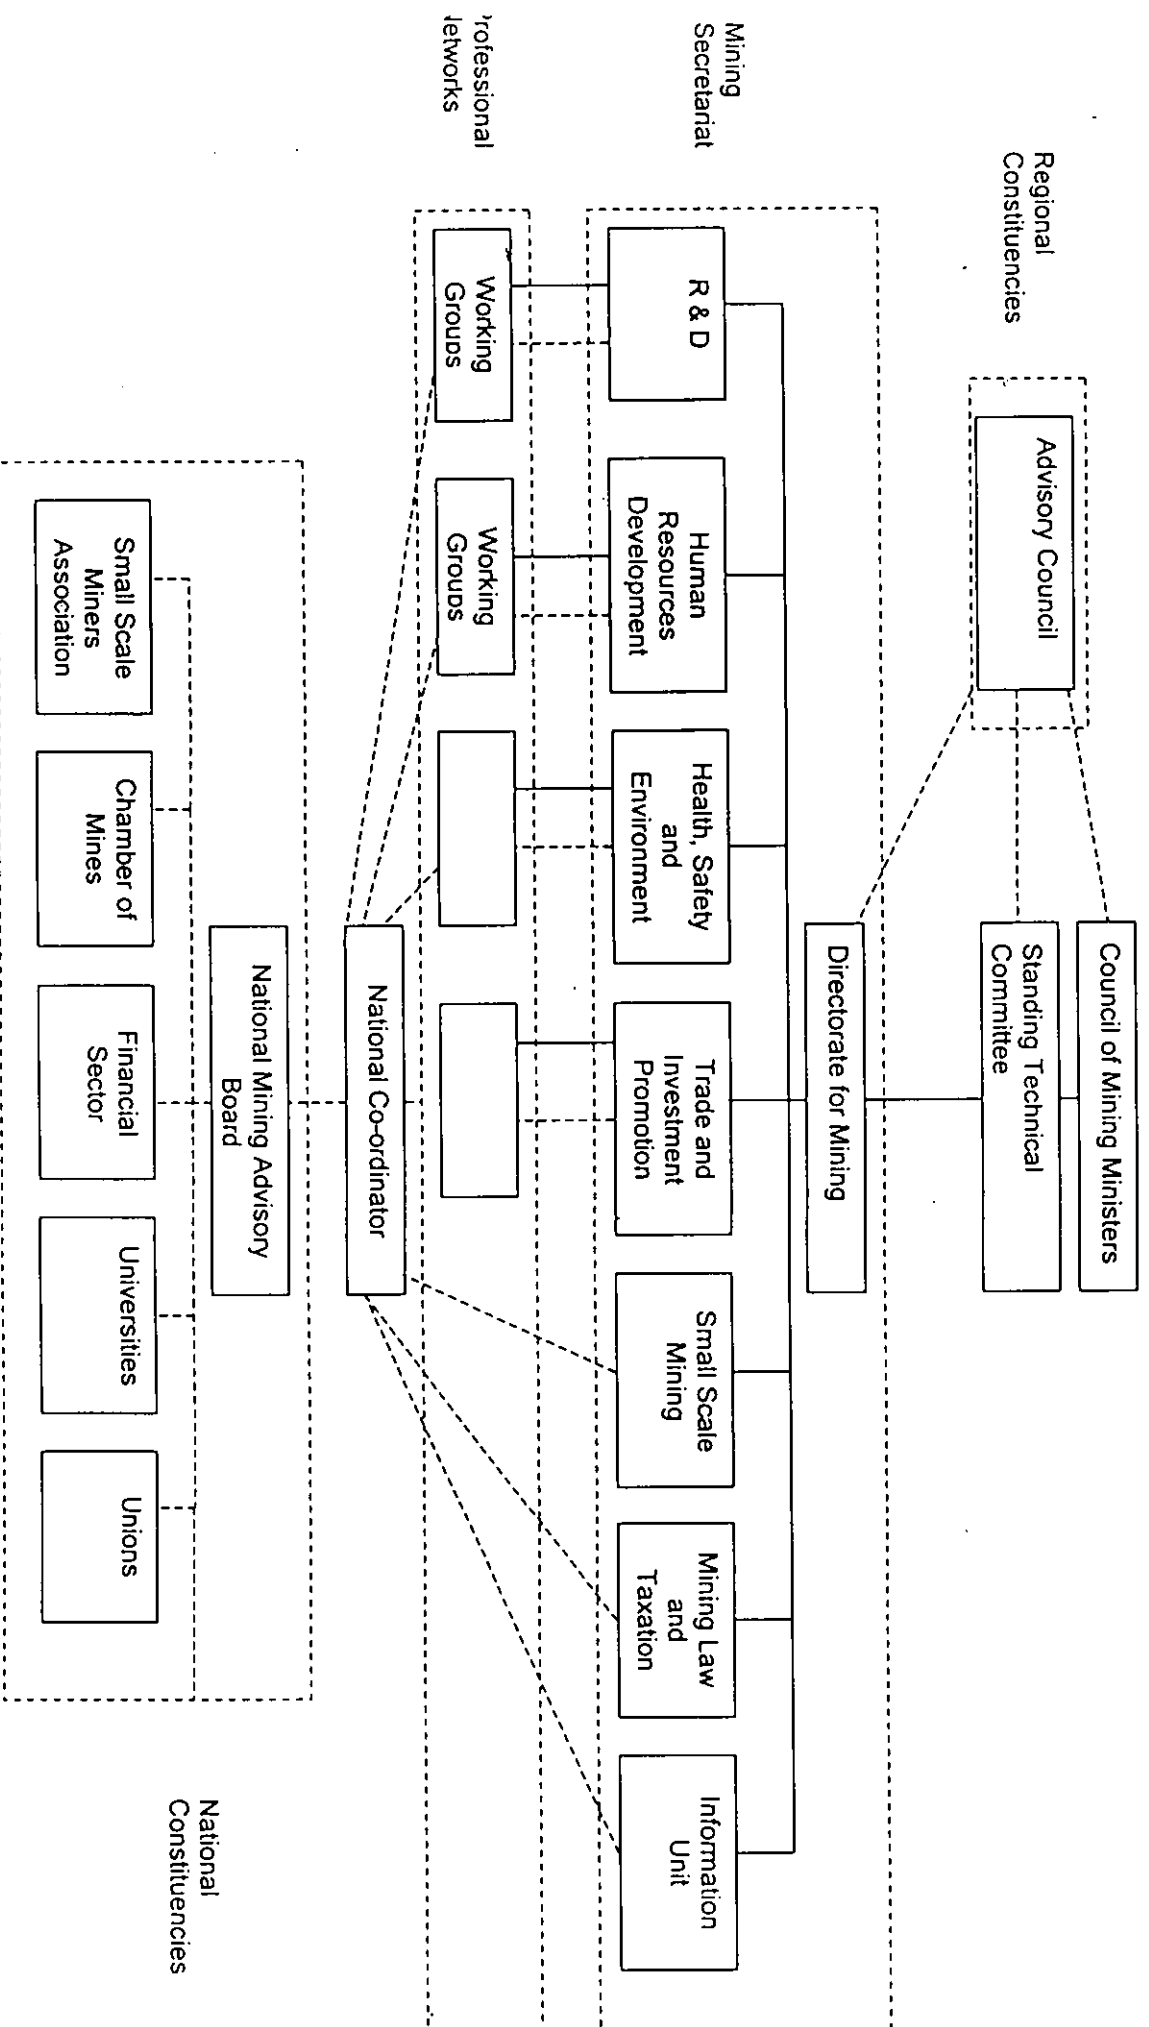 Council of Mining Ministers
Standing Technical
Committee
Regional
Constituencies
Advisory Council
Directorate for Mining
Mining
Secretariat
R & D
Human
Resources
Development
Health, Safety
and
Environment
Trade and
Investment
Promotion
Small Scale
Mining
Mining Law
and
Taxation
Information
Unit
rofessional
etworks
Working
Groups
Working
Groups
National Co-ordinator
National Mining Advisory
Board
Small Scale
Miners
Association
Chamber of
Mines
Financial
Sector
Universities
Unions
National
Constituencies